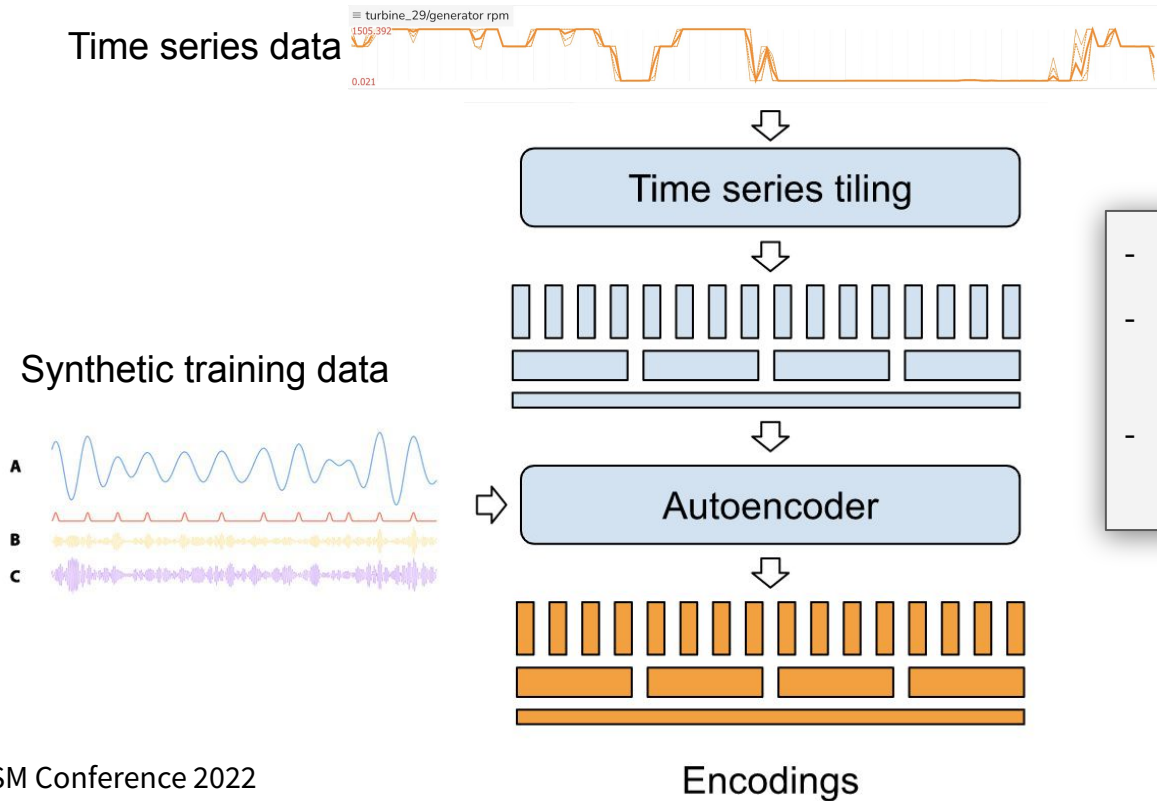 ≡ turbine_29/generator rpm
1505.392
Time series data
0.021
Time series tiling
-
-
-
Synthetic training data
A
B
C
Autoencoder
SM Conference 2022
Encodings